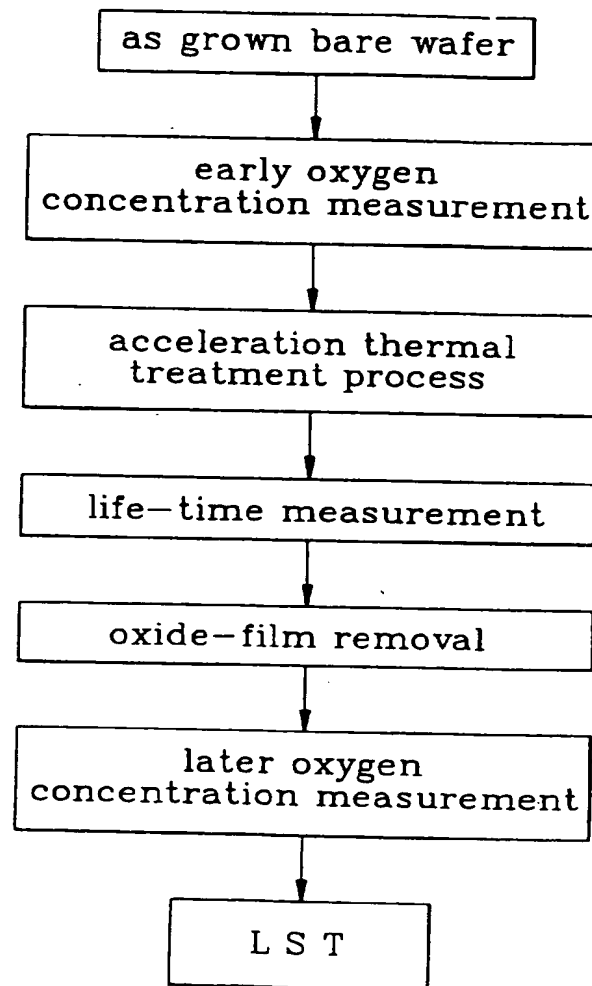 as grown bare wafer
early oxygen
concentration measurement
acceleration thermal
treatment process
life-time measurement
oxide-film removal
later oxygen
concentration measurement
L S T